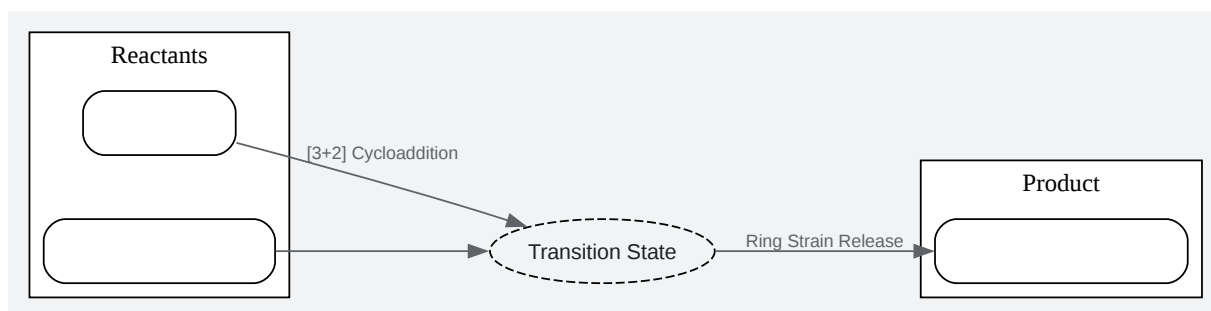 Reactants
[3+2] Cycloaddition
Product
Transition State
Ring Strain Release